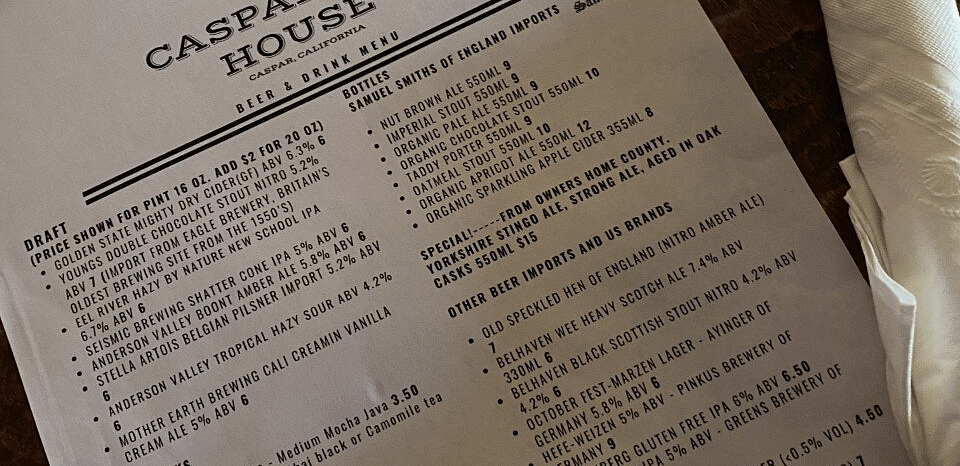 HOUSE
CASPAR, CALIFORNIA
BEER & DRINK MENU
DRAFT
(PRICE SHOWN FOR PINT 16 OZ. ADD $2 FOR 20 OZ)
• GOLDEN STATE MIGHTY DRY CIDER(GF) ABV 6.3% 6
• YOUNGS DOUBLE CHOCOLATE STOUT NITRO 5.2%
ABV 7 (IMPORT FROM EAGLE BREWERY, BRITAIN'S
OLDEST BREWING SITE FROM THE 1550'S)
• EEL RIVER HAZY BY NATURE NEW SCHOOL IPA
6.7% ABV 6
• SEISMIC BREWING SHATTER CONE IPA 5% ABV 6
• ANDERSON VALLEY BOONT AMBER ALE 5.8% ABV 6
• STELLA ARTOIS BELGIAN PILSNER IMPORT 5.2% ABV
6
• ANDERSON VALLEY TROPICAL HAZY SOUR ABV 4.2%
6
• MOTHER EARTH BREWING CALI CREAMIN VANILLA
CREAM ALE 5% ABV 6
- Medium Mocha Java 3.50
black or Camomile tea
BOTTLES
SAMUEL SMITHS OF ENGLAND IMPORTS
• NUT BROWN ALE 550ML 9
• IMPERIAL STOUT 550ML 9
• ORGANIC PALE ALE 550ML 9
• ORGANIC CHOCOLATE STOUT 550ML 10
• TADDY PORTER 550ML 9
• OATMEAL STOUT 550ML 10
• ORGANIC APRICOT ALE 550ML 12
• ORGANIC SPARKLING APPLE CIDER 355ML 8
SPECIAL!-----FROM OWNERS HOME COUNTY.
YORKSHIRE STINGO ALE, STRONG ALE, AGED IN OAK
CASKS 550ML $15
OTHER BEER IMPORTS AND US BRANDS
• OLD SPECKLED HEN OF ENGLAND (NITRO AMBER ALE)
7
• BELHAVEN WEE HEAVY SCOTCH ALE 7.4% ABV
330ML 6
• BELHAVEN BLACK SCOTTISH STOUT NITRO 4.2% ABV
4.2% 6
• OCTOBER FEST-MARZEN LAGER - AYINGER OF
GERMANY 5.8% ABV 6
• HEFE-WEIZEN 5% ABV - PINKUS BREWERY OF
GERMANY 9
GLUTEN FREE IPA 6% ABV 6.50
IPA 5% ABV - GREENS BREWERY OF
(<0.5% VOL) 4.50
7